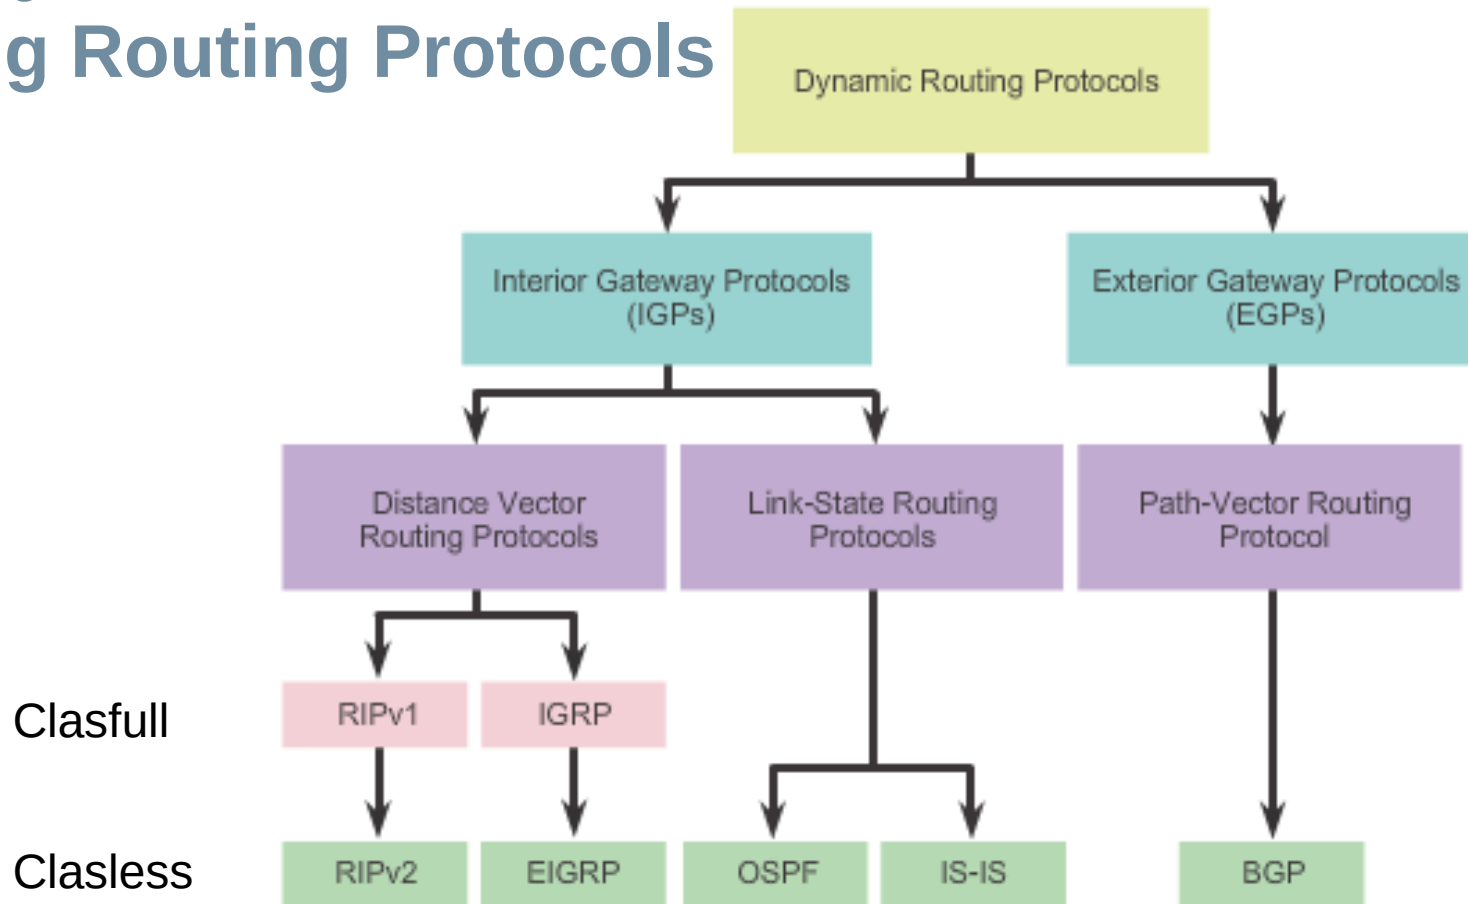 g Routing Protocols
Dynamic Routing Protocols
Interior Gateway Protocols
(IGPs)
Exterior Gateway Protocols
(EGPs)
Distance Vector
Routing Protocols
Link-State Routing
Protocols
Path-Vector Routing
Protocol
Clasfull
RIPv1
IGRP
Clasless
RIPv2
EIGRP
OSPF
IS-IS
BGP